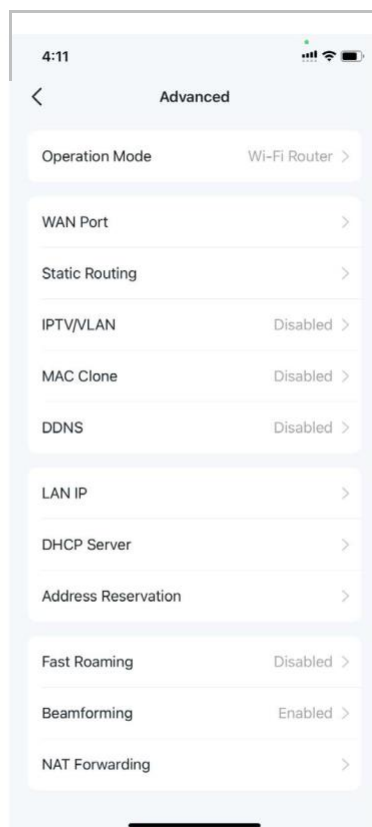 4:11
Advanced
Operation Mode Wi-Fi Router
WAN Port
Static Routing
IPTV/VLAN Disabled
MAC Clone Disabled
DDNS Disabled
LAN IP
DHCP Server
Address Reservation
Fast Roaming Disabled
Beamforming Enabled
NAT Forwarding